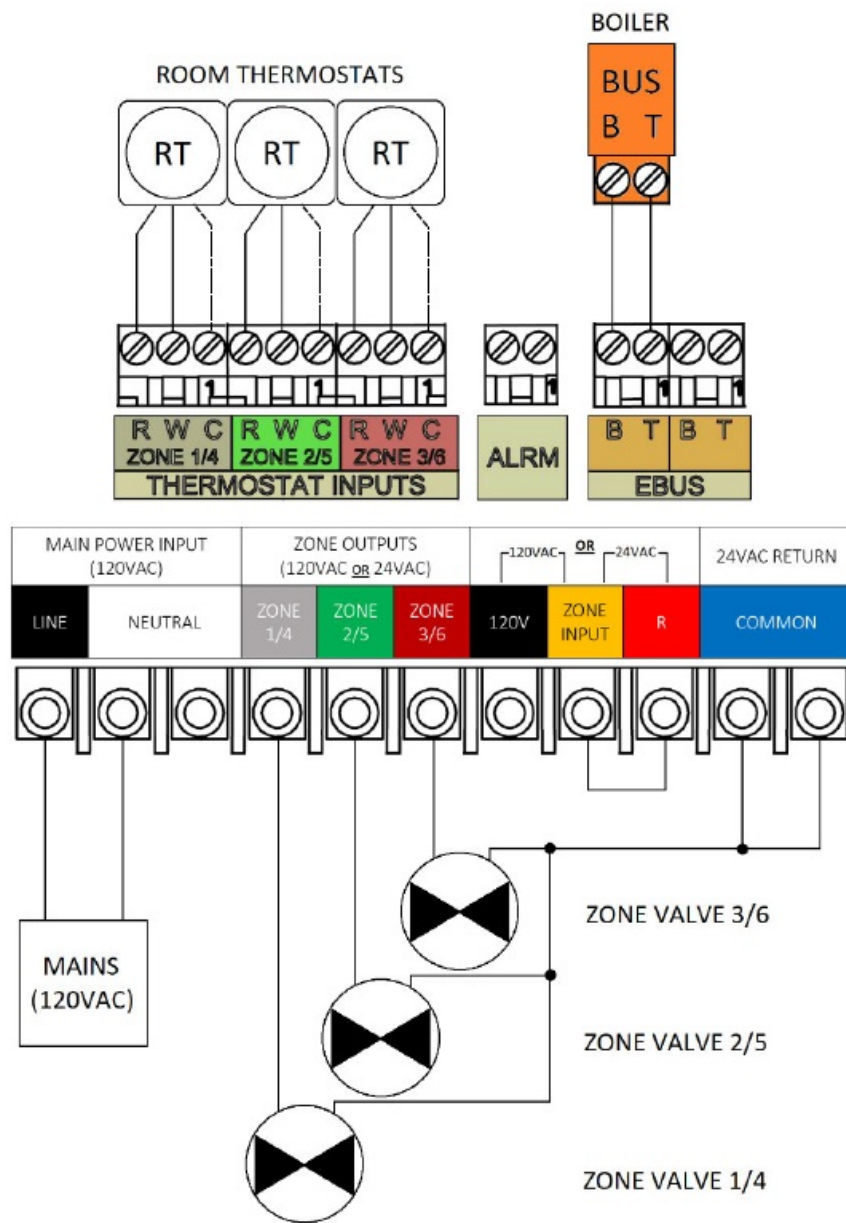 BOILER
ROOM THERMOSTATS
BUS
B T
RT RT RT
1 1 1 1 1 1
R W C R W C R W C
ZONE 1/4 ZONE 2/5 ZONE 3/6
THERMOSTAT INPUTS
ALRM
B T B T
EBUS
MAIN POWER INPUT
(120VAC)
ZONE OUTPUTS
(120VAC OR 24VAC)
120VAC OR 24VAC
24VAC RETURN
LINE
NEUTRAL
ZONE
1/4
ZONE
2/5
ZONE
3/6
120V
ZONE
INPUT
R
COMMON
ZONE VALVE 3/6
MAINS
(120VAC)
ZONE VALVE 2/5
ZONE VALVE 1/4